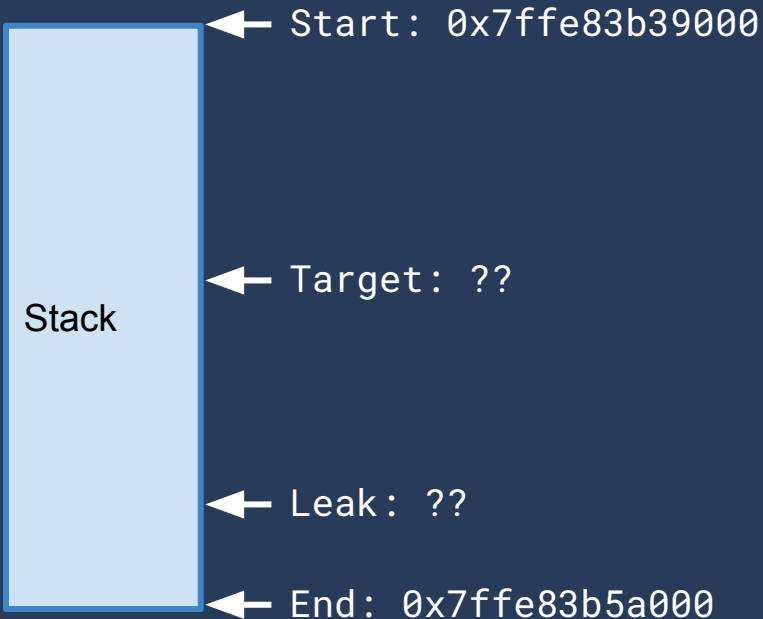 Start: 0x7ffe83b39000
Target: ??
Stack
Leak: ??
End: 0x7ffe83b5a000